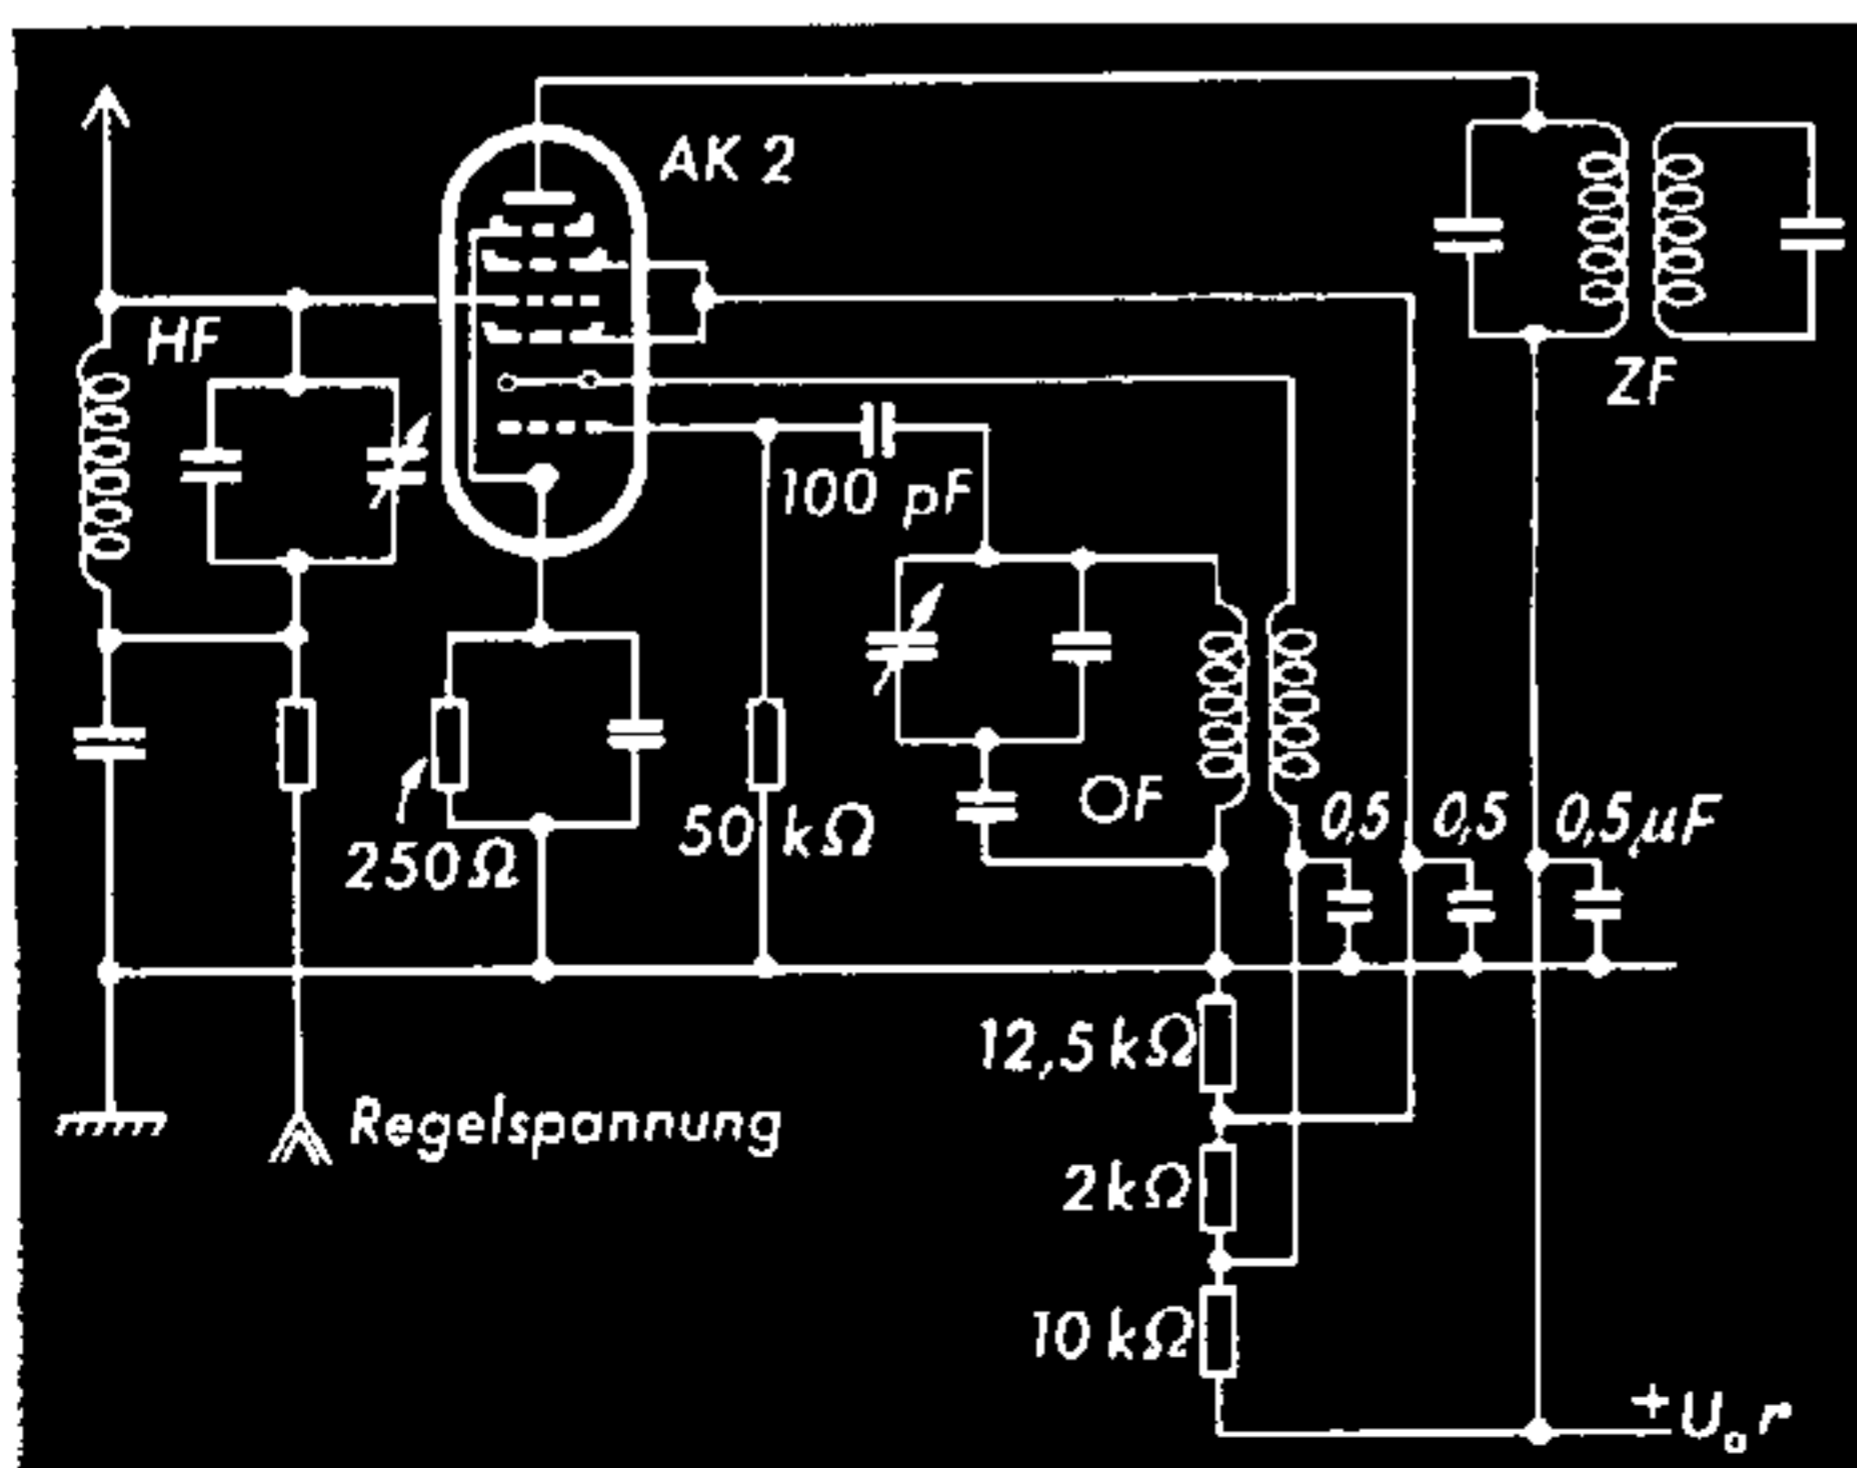 AK 2
HF
ZF
100 pF
OF
0,5 0,5 0,5 µF
250 Ω
50 kΩ
12,5 kΩ
Regelspannung
2 kΩ
10 kΩ
+Uₐr